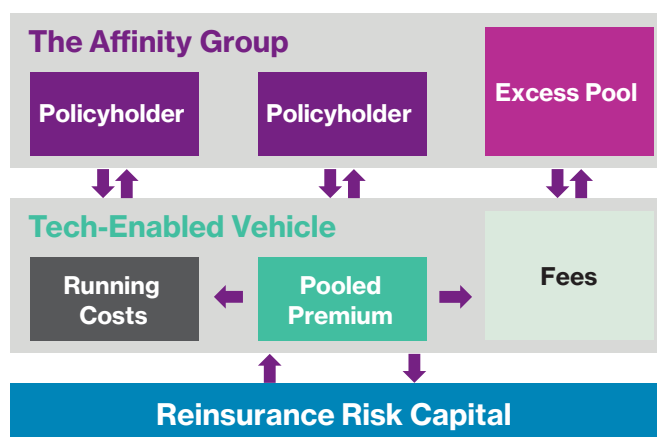 The Affinity Group
Policyholder
Policyholder
Excess Pool
Tech-Enabled Vehicle
Running
Costs
Pooled
Premium
Fees
Reinsurance Risk Capital